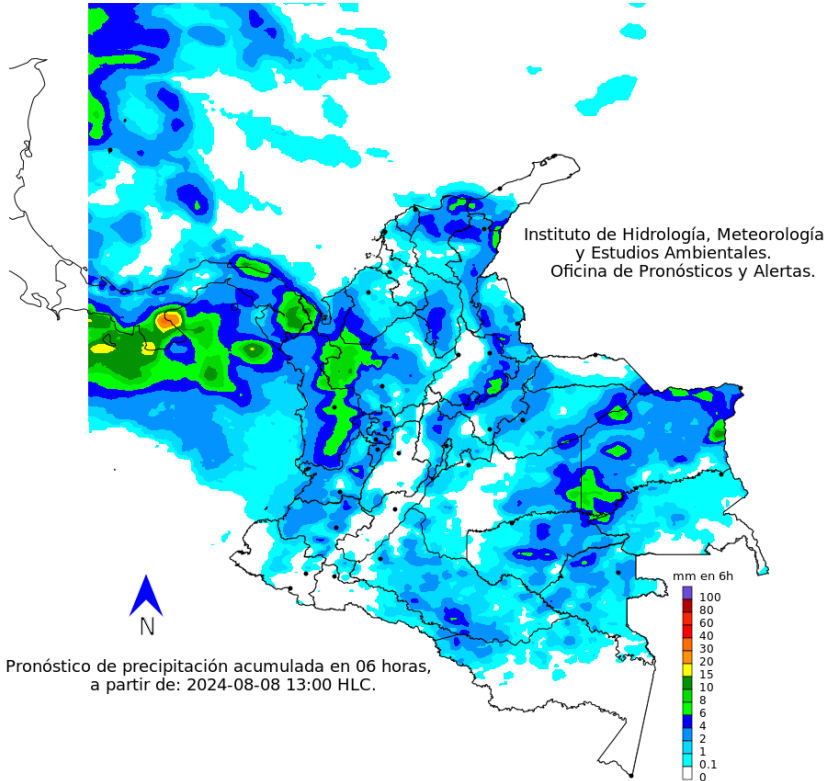 Instituto de Hidrología, Meteorología
y Estudios Ambientales.
Oficina de Pronósticos y Alertas.
mm en 6h
100
80
60
40
30
20
15
10
8
6
4
2
1
0.1
0
N
Pronóstico de precipitación acumulada en 06 horas,
a partir de: 2024-08-08 13:00 HLC.